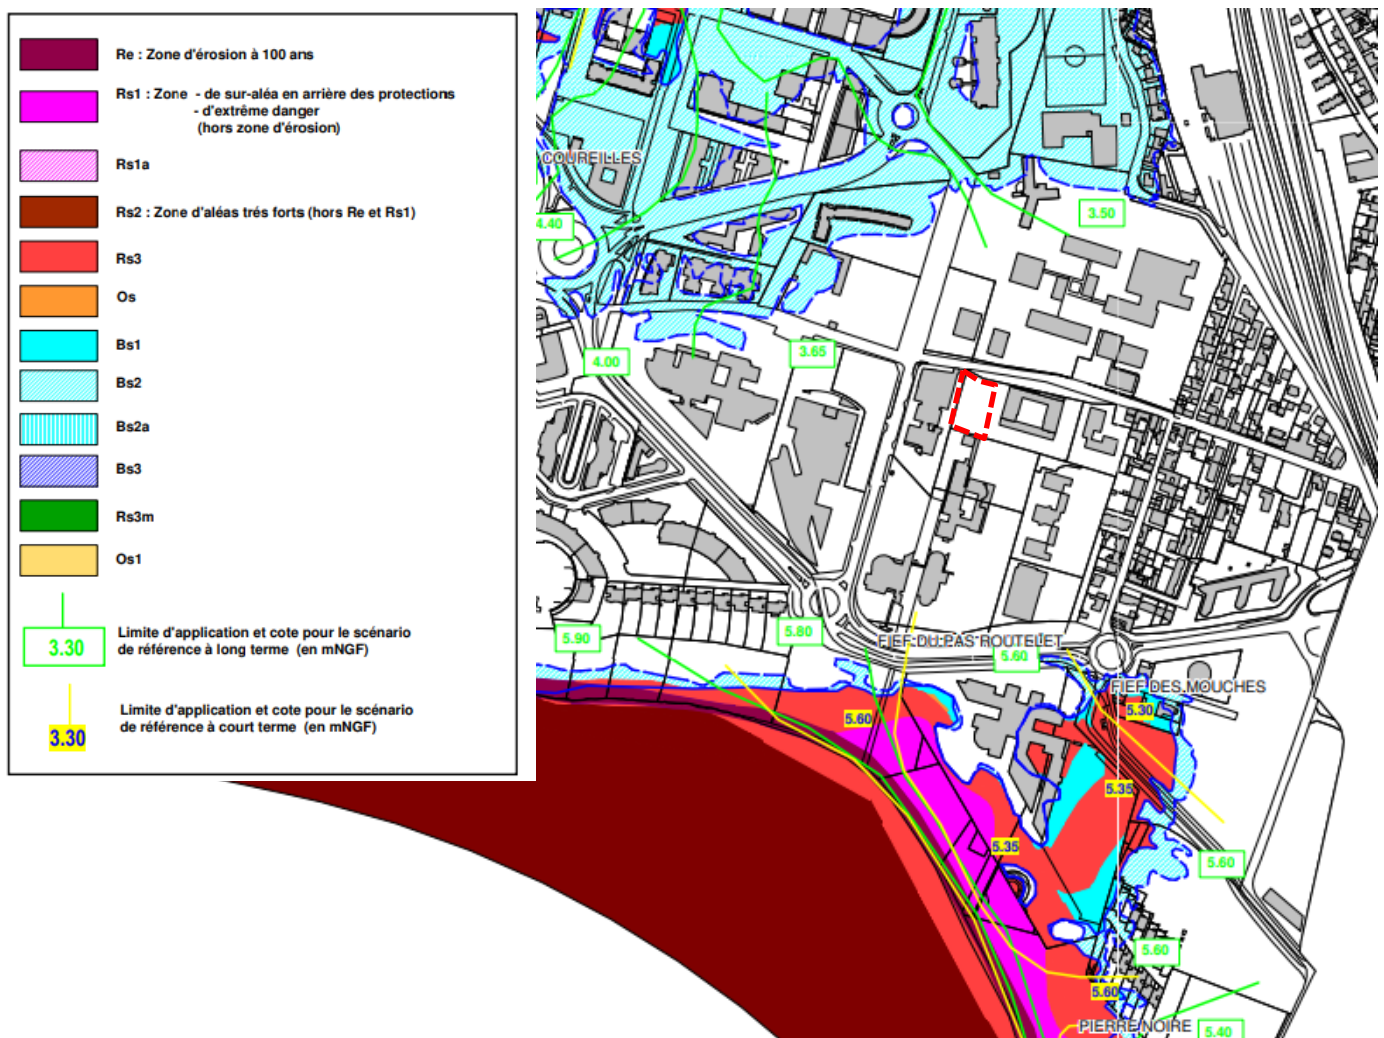 Re : Zone d'érosion à 100 ans
Rs1 : Zone - de sur-aléa en arrière des protections
- d'extrême danger
(hors zone d'érosion)
Rs1a
Rs2 : Zone d'aléas trés forts (hors Re et Rs1)
Rs3
Os
Bs1
Bs2
Bs2a
Bs3
Rs3m
Os1
3.30
Limite d'application et cote pour le scénario
de référence à long terme (en mNGF)
3.30
Limite d'application et cote pour le scénario
de référence à court terme (en mNGF)
COUREILLES
4.40
3.50
4.00
3.65
5.90
5.80
FIEF DU PAS ROUTELET
5.60
FIEF DES MOUCHES
5.30
5.60
5.35
5.35
5.60
5.60
5.60
PIERRE NOIRE
5.40